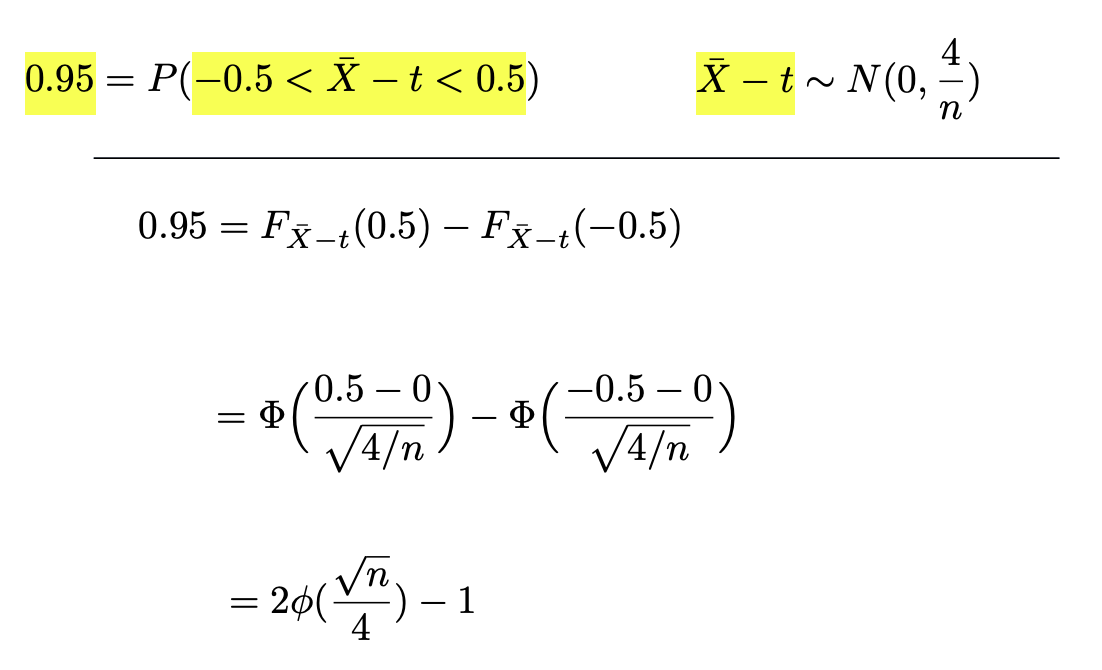 0.95 = P(−0.5 < X̄ − t < 0.5) X̄ − t ∼ N(0, 4/n)
0.95 = F_{X̄−t}(0.5) − F_{X̄−t}(−0.5)
= Φ((0.5 − 0)/√(4/n)) − Φ((−0.5 − 0)/√(4/n))
= 2ϕ(√n/4) − 1